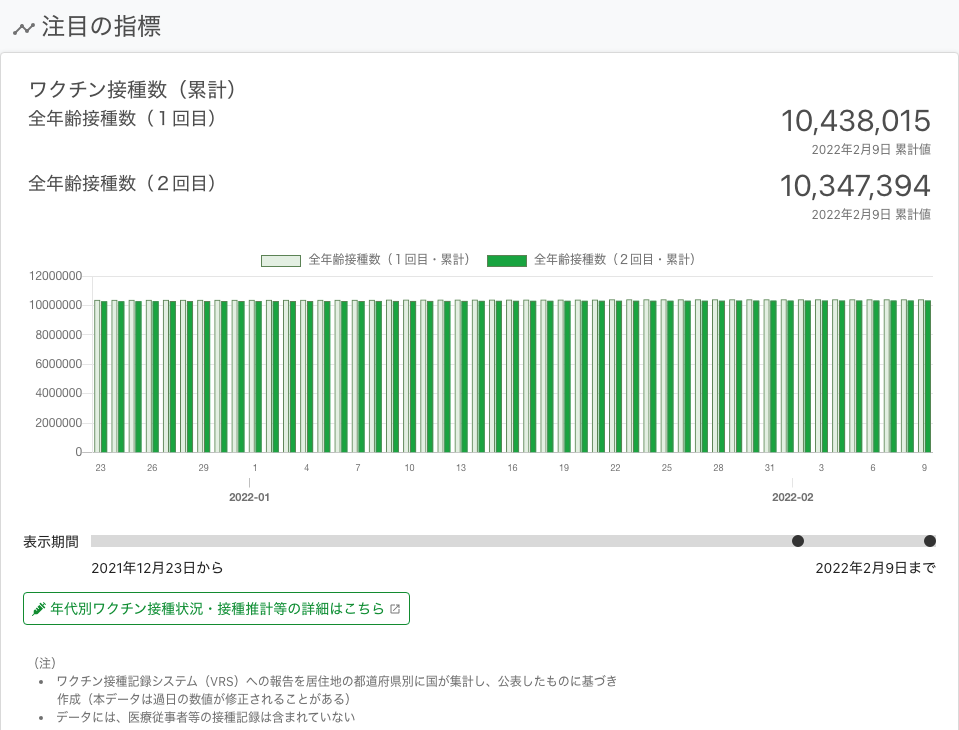 注目の指標
ワクチン接種数（累計）
全年齢接種数（１回目）
10,438,015
2022年2月9日 累計値
全年齢接種数（２回目）
10,347,394
2022年2月9日 累計値
全年齢接種数（１回目・累計） 全年齢接種数（２回目・累計）
12000000
10000000
8000000
6000000
4000000
2000000
0
23 26 29 1 4 7 10 13 16 19 22 25 28 31 3 6 9
2022-01 2022-02
表示期間
2021年12月23日から 2022年2月9日まで
年代別ワクチン接種状況・接種推計等の詳細はこちら
（注）
• ワクチン接種記録システム（VRS）への報告を居住地の都道府県別に国が集計し、公表したものに基づき
作成（本データは過日の数値が修正されることがある）
• データには、医療従事者等の接種記録は含まれていない